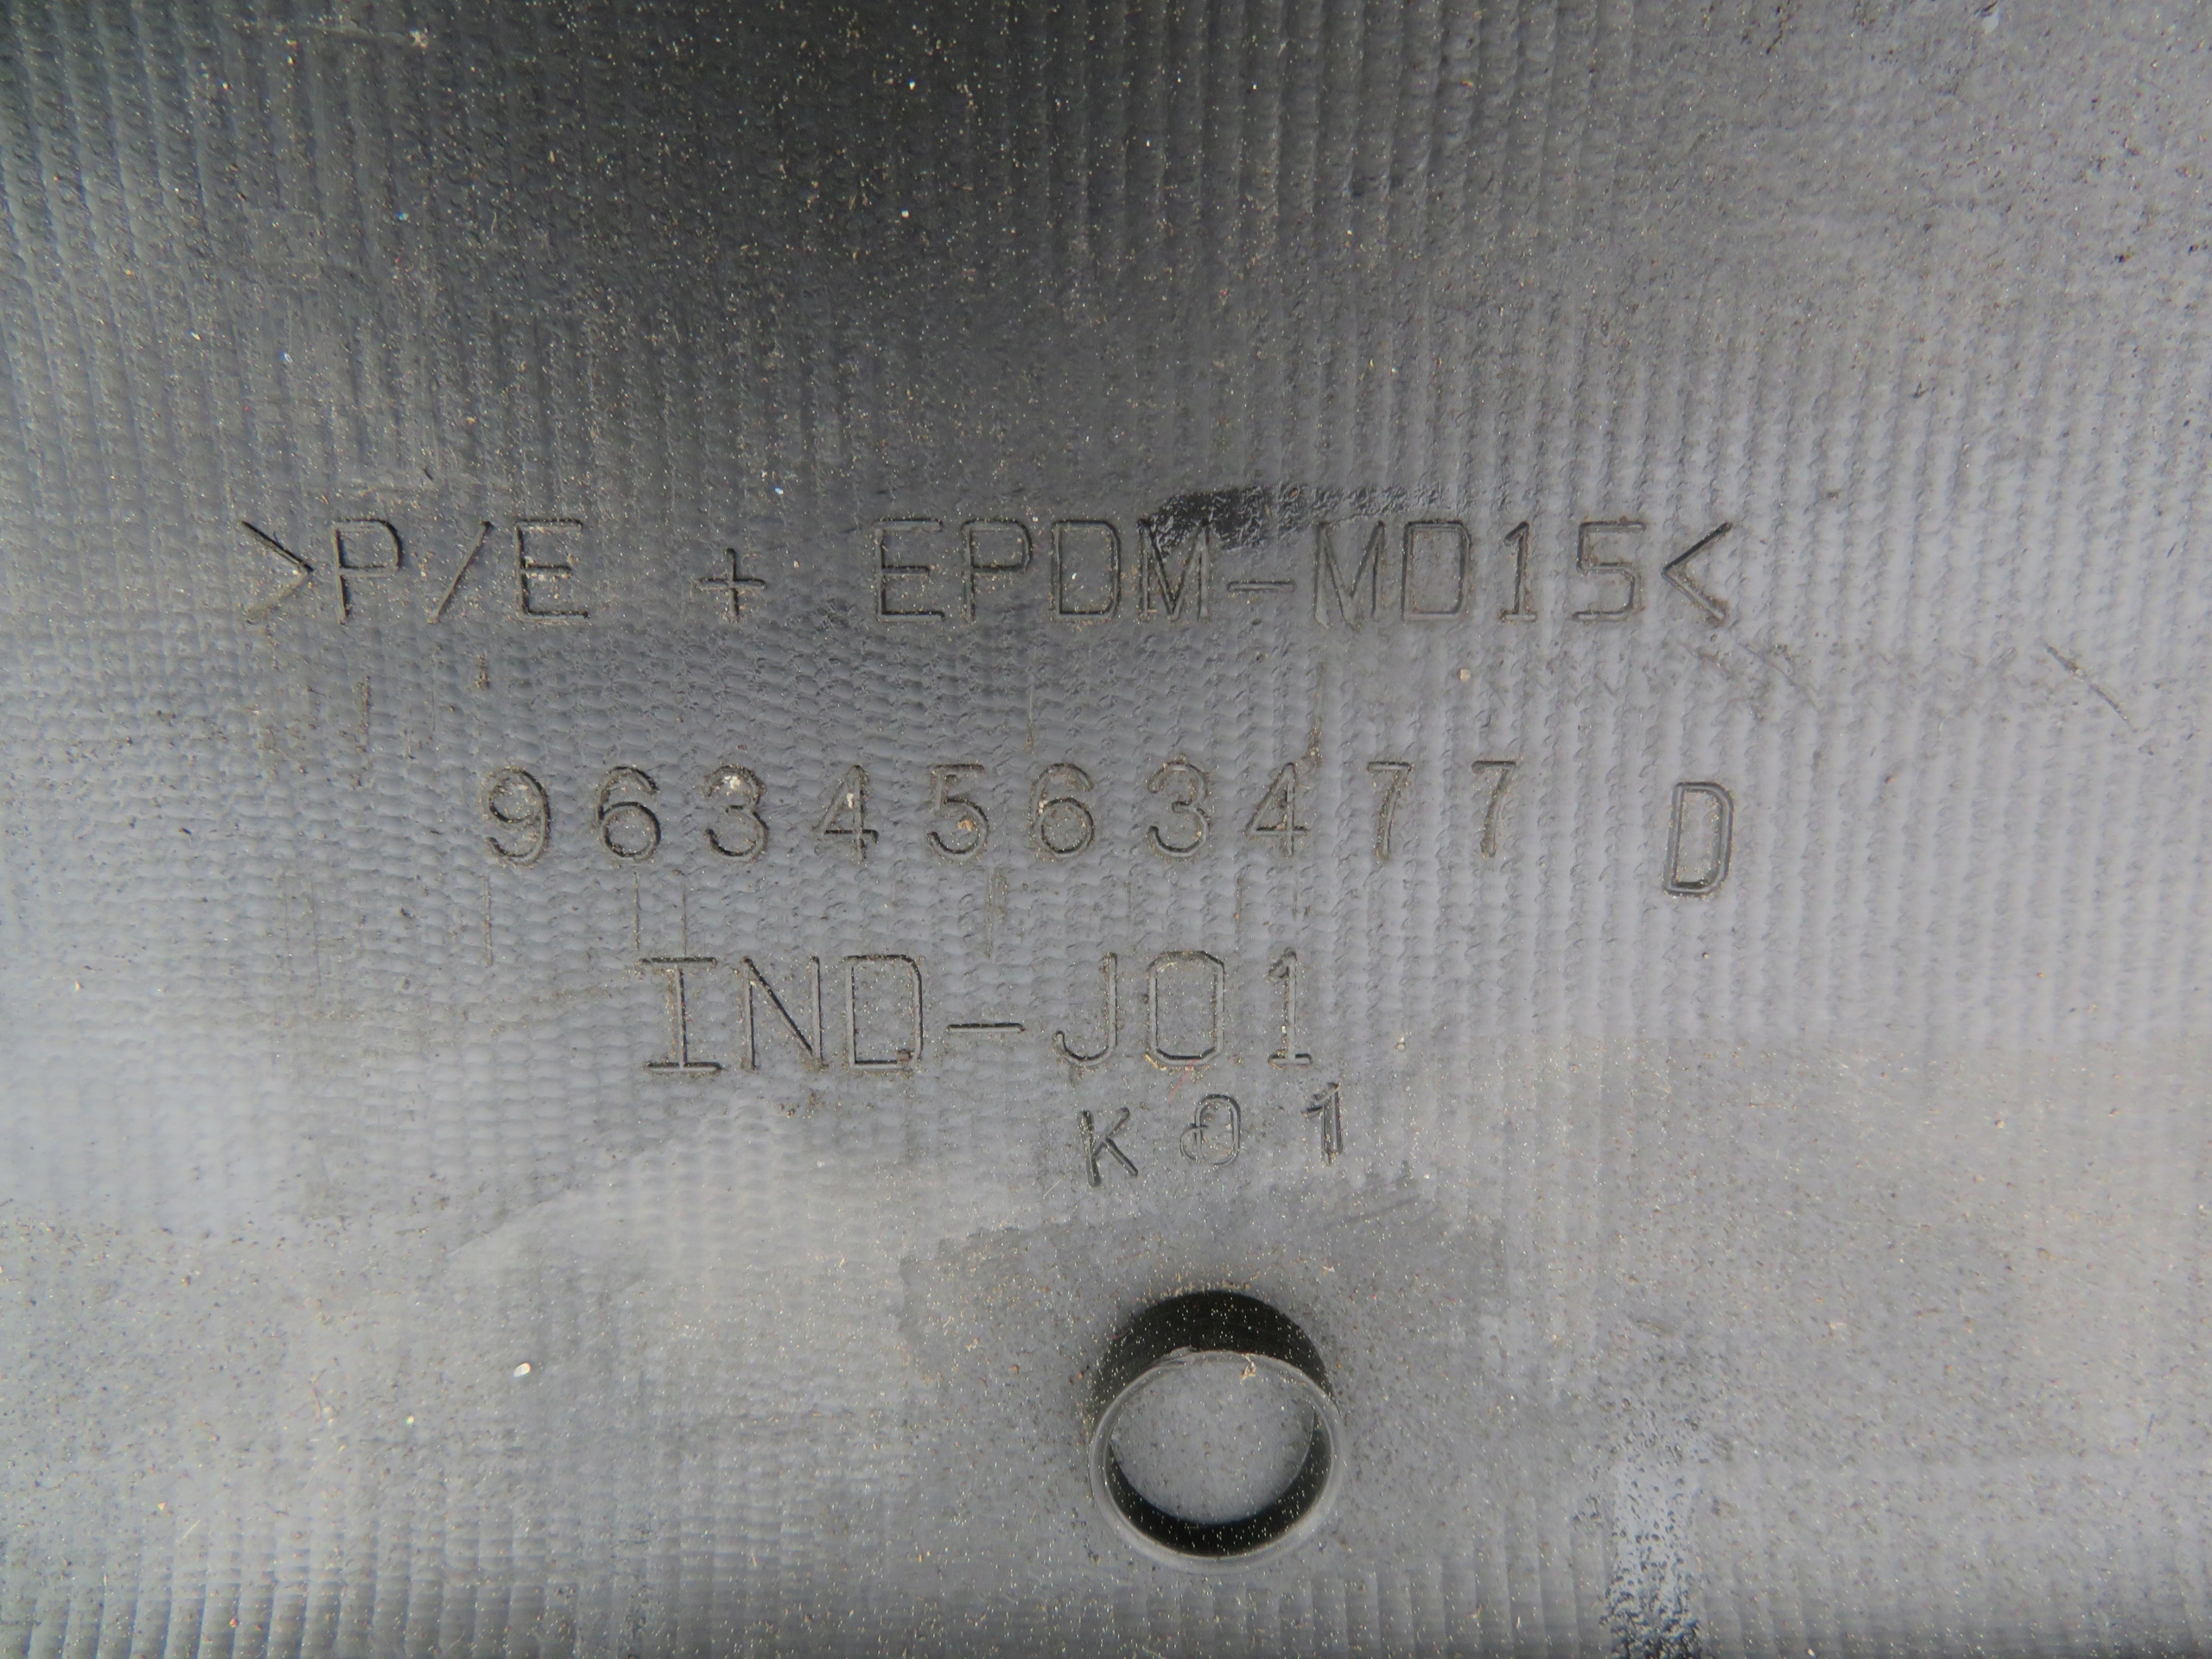 >P/E + EPDM-MD15<
9634563477 D
IND-J01
K01